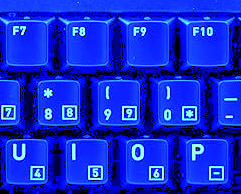 F7 F8 F9 F10
7 * 8 8 ( 9 9 ) 0 * _ -
U 4 I 5 O 6 P -